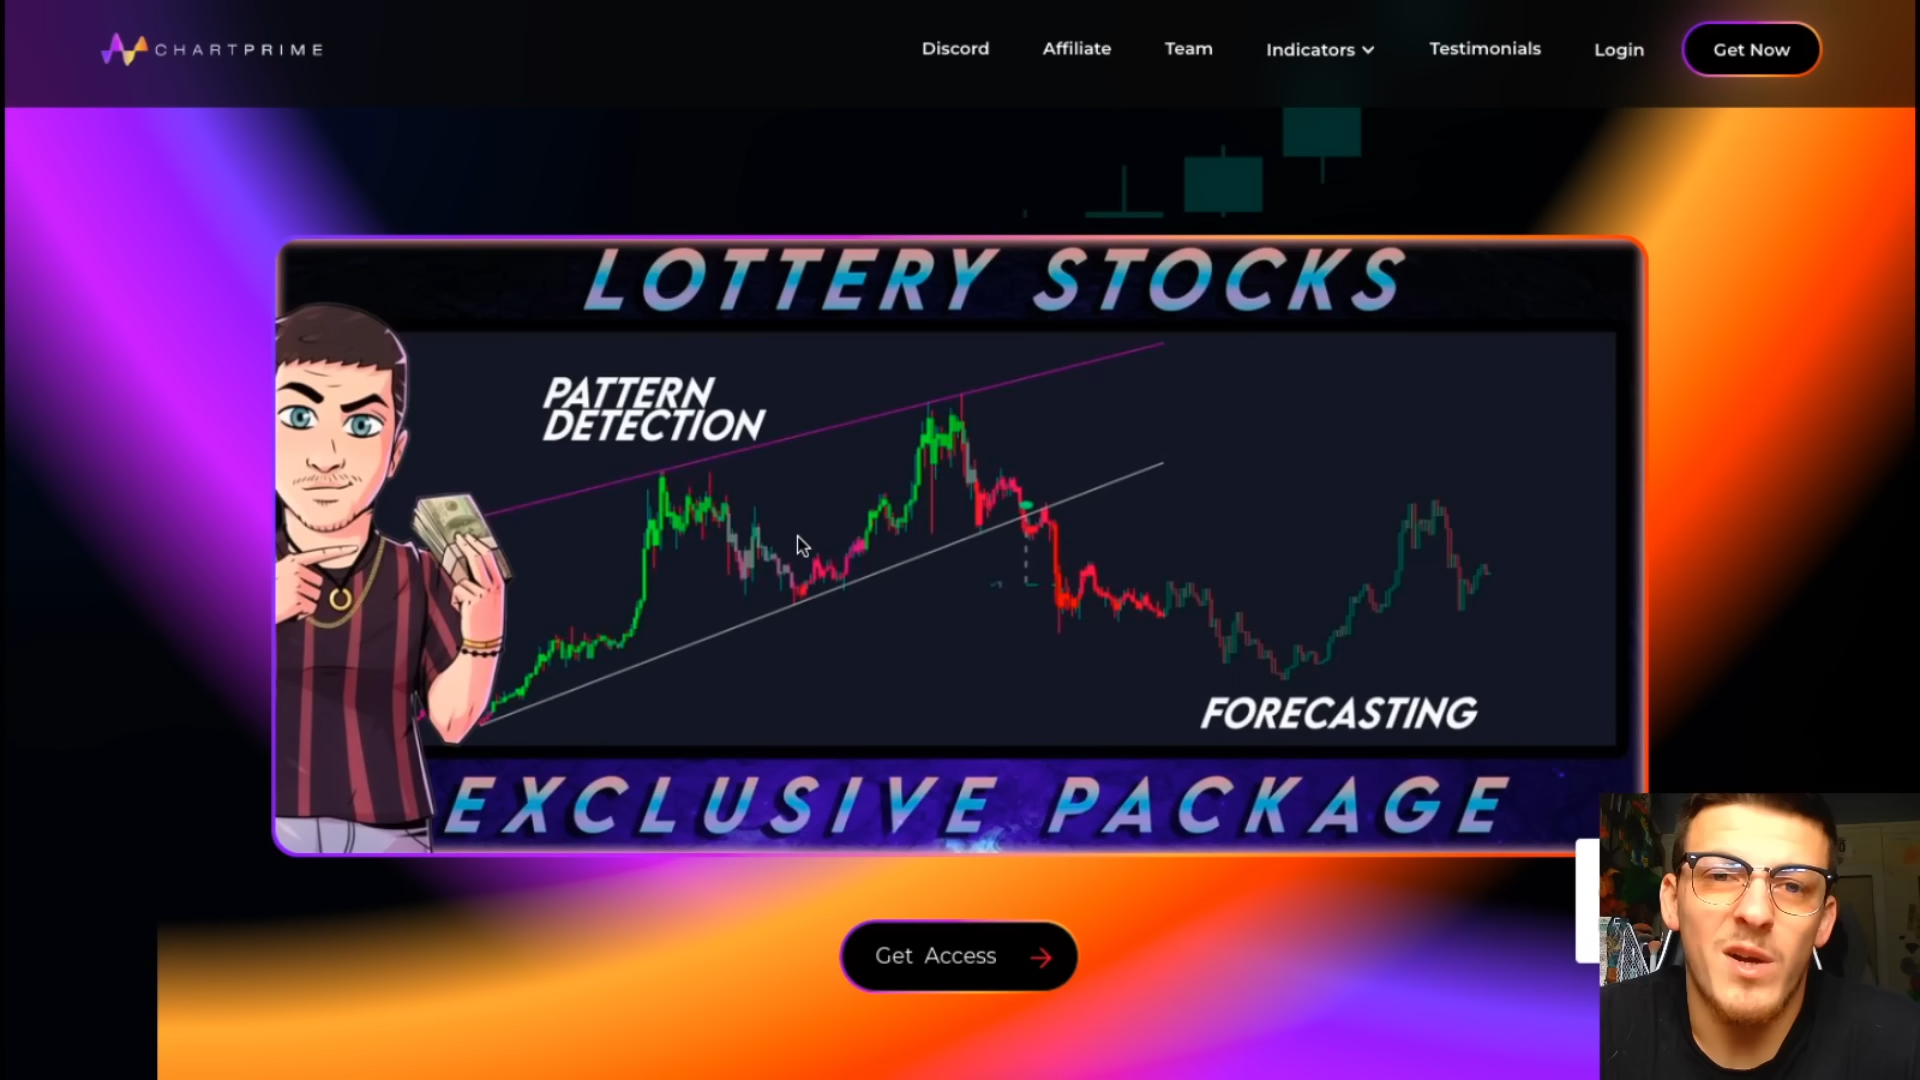 CHARTPRIME
Discord
Affiliate
Team
Indicators
Testimonials
Login
Get Now
LOTTERY STOCKS
PATTERN
DETECTION
FORECASTING
EXCLUSIVE PACKAGE
Get Access